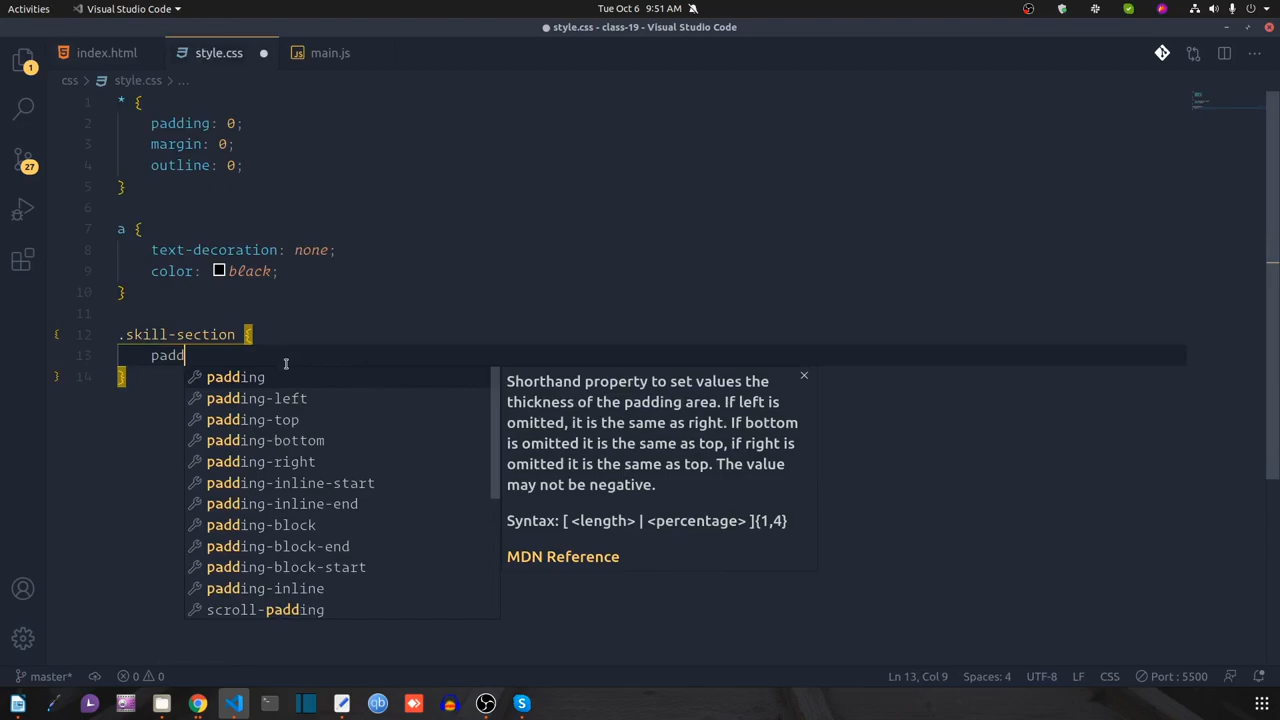 Activities
Visual Studio Code
Tue Oct 6 9:51 AM
style.css - class-19 - Visual Studio Code
index.html
style.css
main.js
css > style.css > ...
1 * {
2 padding: 0;
3 margin: 0;
4 outline: 0;
5 }
6
7 a {
8 text-decoration: none;
9 color: black;
10 }
11
12 .skill-section {
13 padd
14 }
{
}
1
27
padding
padding-left
padding-top
padding-bottom
padding-right
padding-inline-start
padding-inline-end
padding-block
padding-block-end
padding-block-start
padding-inline
scroll-padding
Shorthand property to set values the
thickness of the padding area. If left is
omitted, it is the same as right. If bottom
is omitted it is the same as top, if right is
omitted it is the same as top. The value
may not be negative.
Syntax: [ <length> | <percentage> ]{1,4}
MDN Reference
master*
0 0
Ln 13, Col 9
Spaces: 4
UTF-8
LF
CSS
Port : 5500